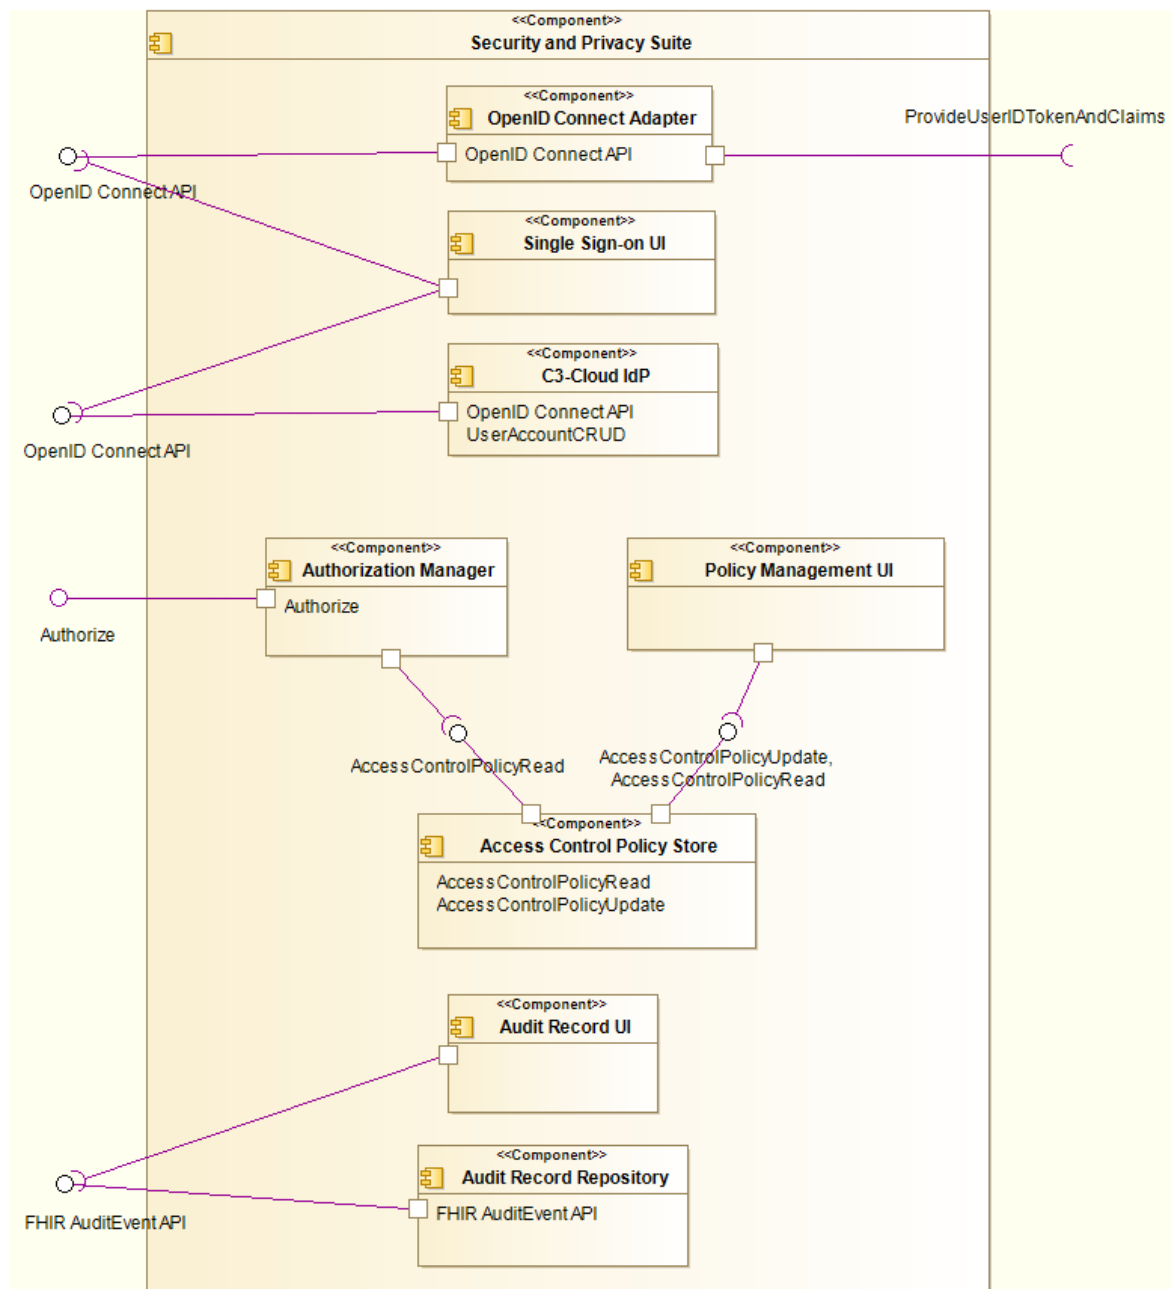 <<Component>>
Security and Privacy Suite
<<Component>>
OpenID Connect Adapter
OpenID Connect API
ProvideUserIDTokenAndClaims
OpenID Connect API
<<Component>>
Single Sign-on UI
<<Component>>
C3-Cloud IdP
OpenID Connect API
UserAccountCRUD
OpenID Connect API
<<Component>>
Authorization Manager
Authorize
Authorize
<<Component>>
Policy Management UI
AccessControlPolicyRead
AccessControlPolicyUpdate,
AccessControlPolicyRead
<<Component>>
Access Control Policy Store
AccessControlPolicyRead
AccessControlPolicyUpdate
<<Component>>
Audit Record UI
<<Component>>
Audit Record Repository
FHIR AuditEvent API
FHIR AuditEvent API